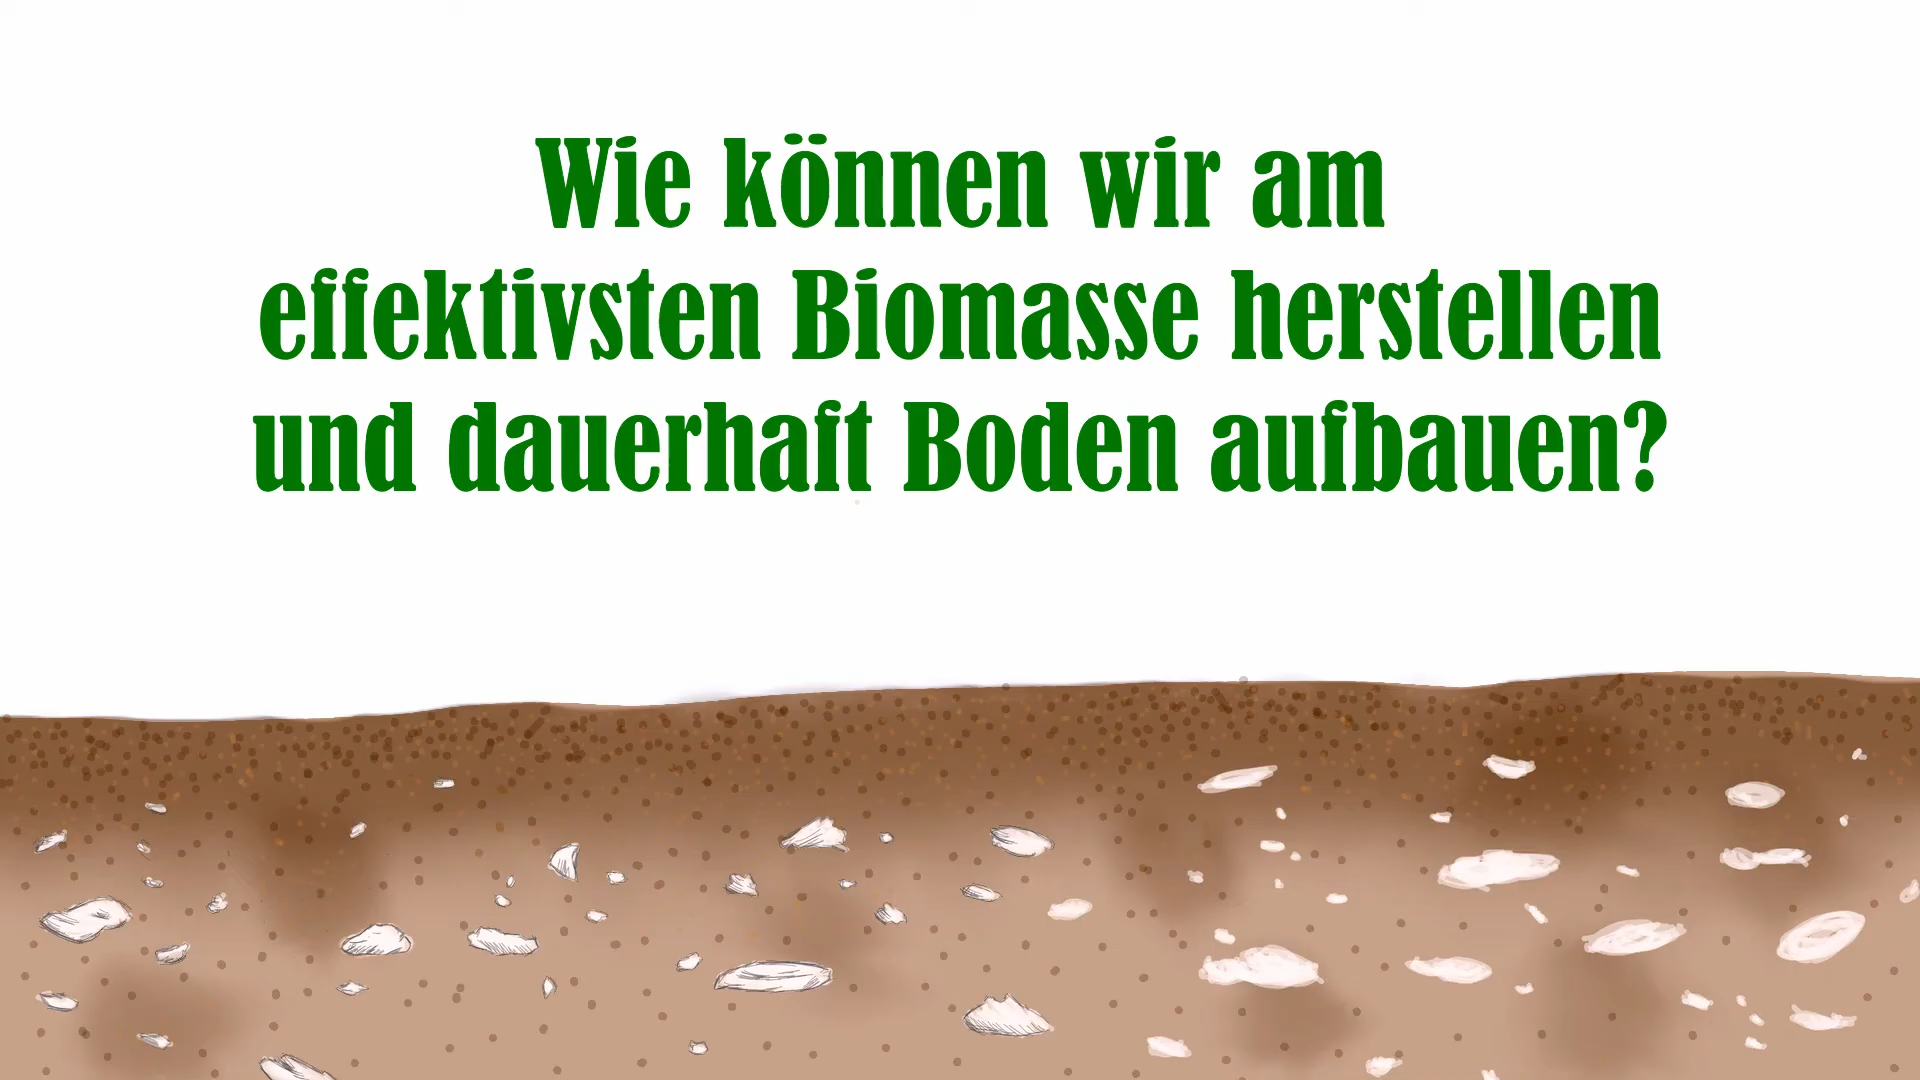 Wie können wir am
effektivsten Biomasse herstellen
und dauerhaft Boden aufbauen?